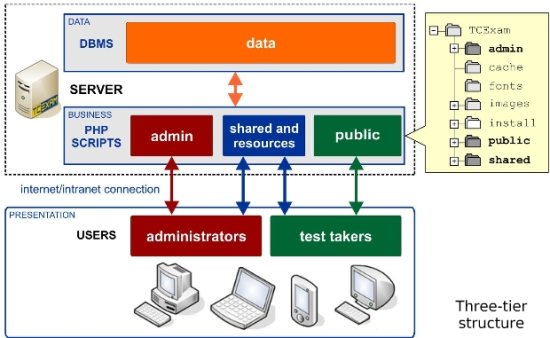 DATA
DBMS
data
TCEXAM
SERVER
BUSINESS
PHP
SCRIPTS
admin
shared and
resources
public
internet/intranet connection
PRESENTATION
USERS
administrators
test takers
TCExam
admin
cache
fonts
images
install
public
shared
Three-tier
structure